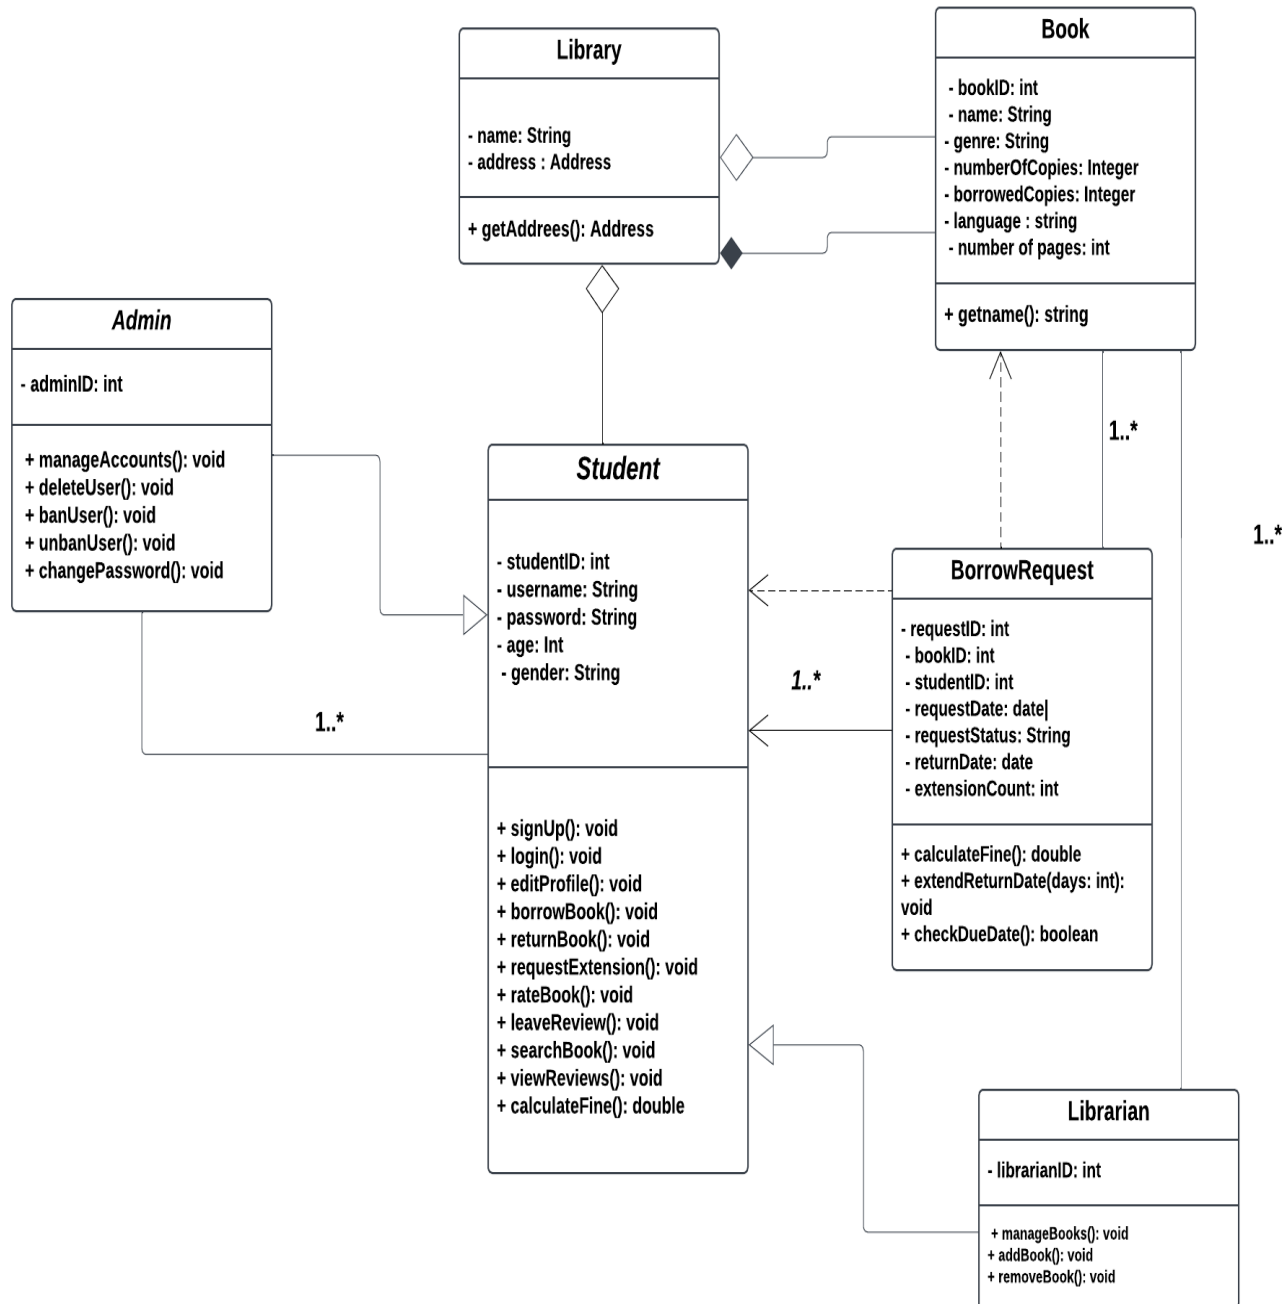 Library
- name: String
- address : Address
+ getAddrees(): Address
Book
- bookID: int
- name: String
- genre: String
- numberOfCopies: Integer
- borrowedCopies: Integer
- language : string
- number of pages: int
+ getname(): string
Admin
- adminID: int
+ manageAccounts(): void
+ deleteUser(): void
+ banUser(): void
+ unbanUser(): void
+ changePassword(): void
1..*
Student
- studentID: int
- username: String
- password: String
- age: Int
- gender: String
+ signUp(): void
+ login(): void
+ editProfile(): void
+ borrowBook(): void
+ returnBook(): void
+ requestExtension(): void
+ rateBook(): void
+ leaveReview(): void
+ searchBook(): void
+ viewReviews(): void
+ calculateFine(): double
1..*
1..*
1..*
BorrowRequest
- requestID: int
- bookID: int
- studentID: int
- requestDate: date|
- requestStatus: String
- returnDate: date
- extensionCount: int
+ calculateFine(): double
+ extendReturnDate(days: int):
void
+ checkDueDate(): boolean
Librarian
- librarianID: int
+ manageBooks(): void
+ addBook(): void
+ removeBook(): void